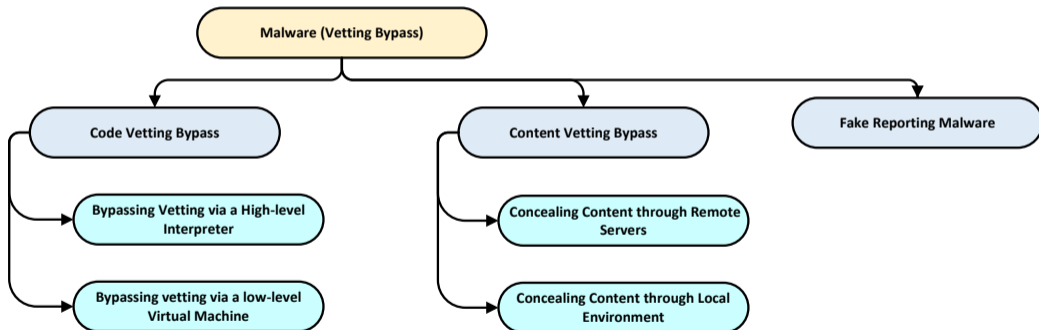 Malware (Vetting Bypass)
Code Vetting Bypass
Content Vetting Bypass
Fake Reporting Malware
Bypassing Vetting via a High-level
Interpreter
Concealing Content through Remote
Servers
Bypassing vetting via a low-level
Virtual Machine
Concealing Content through Local
Environment